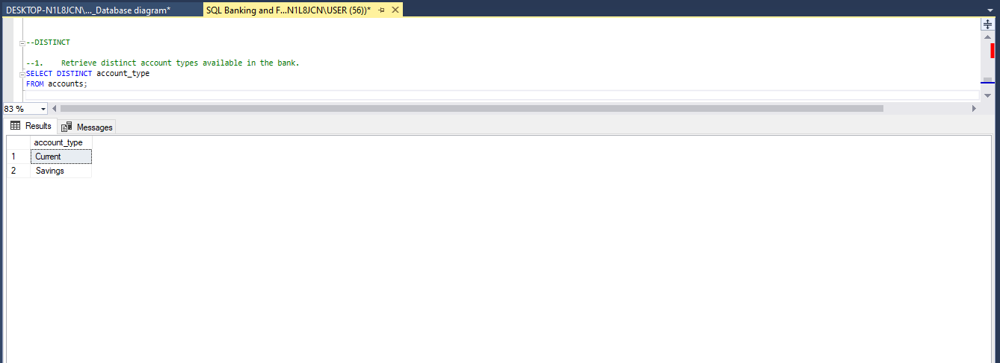 DESKTOP-N1L8JCN\..._Database diagram*
SQL Banking and F...N1L8JCN\USER (56))*
--DISTINCT
--1. Retrieve distinct account types available in the bank.
SELECT DISTINCT account_type
FROM accounts;
83 %
Results
Messages
account_type
1 Current
2 Savings